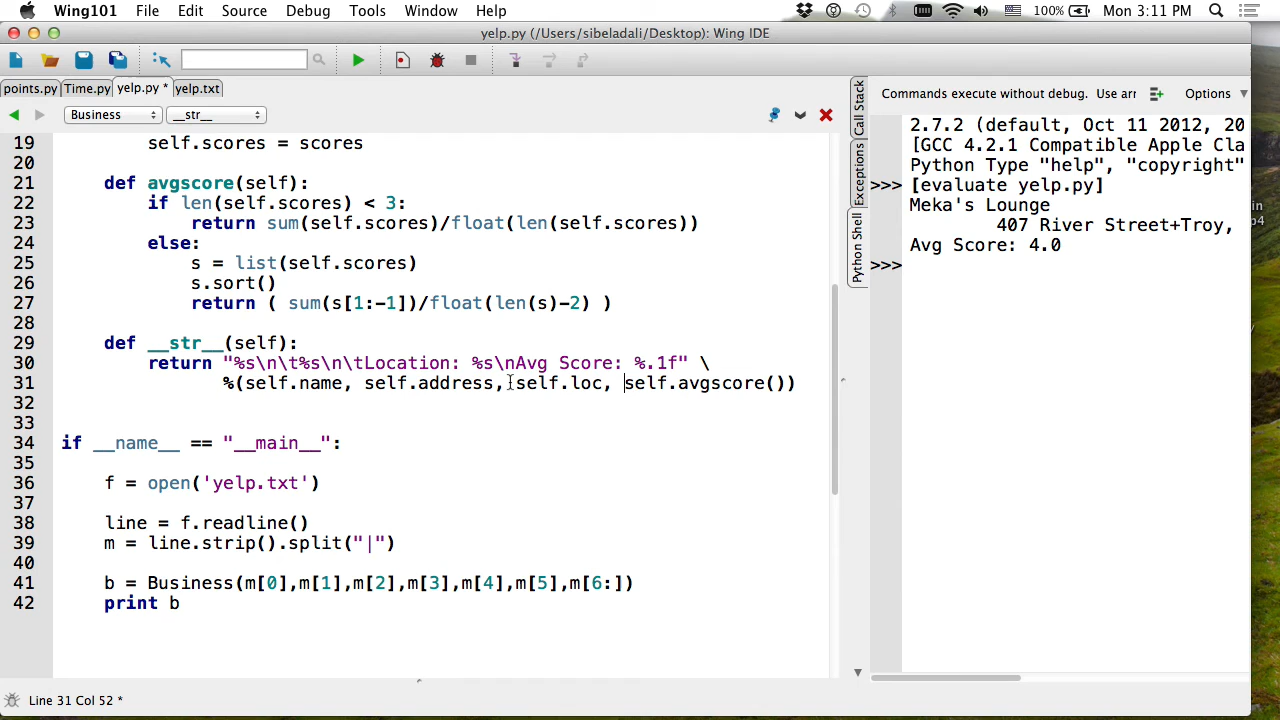 Wing101 File Edit Source Debug Tools Window Help 100% Mon 3:11 PM
yelp.py (/Users/sibeladali/Desktop): Wing IDE
points.py Time.py yelp.py * yelp.txt
Business __str__
Commands execute without debug. Use arr Options
19 self.scores = scores
20
21 def avgscore(self):
22 if len(self.scores) < 3:
23 return sum(self.scores)/float(len(self.scores))
24 else:
25 s = list(self.scores)
26 s.sort()
27 return ( sum(s[1:-1])/float(len(s)-2) )
28
29 def __str__(self):
30 return "%s\n\t%s\n\tLocation: %s\nAvg Score: %.1f" \
31 %(self.name, self.address, self.loc, self.avgscore())
32
33
34 if __name__ == "__main__":
35
36 f = open('yelp.txt')
37
38 line = f.readline()
39 m = line.strip().split("|")
40
41 b = Business(m[0],m[1],m[2],m[3],m[4],m[5],m[6:])
42 print b
Call Stack
Exceptions
Python Shell
2.7.2 (default, Oct 11 2012, 20
[GCC 4.2.1 Compatible Apple Cla
Python Type "help", "copyright"
>>> [evaluate yelp.py]
Meka's Lounge
407 River Street+Troy,
Avg Score: 4.0
>>>
Line 31 Col 52 *